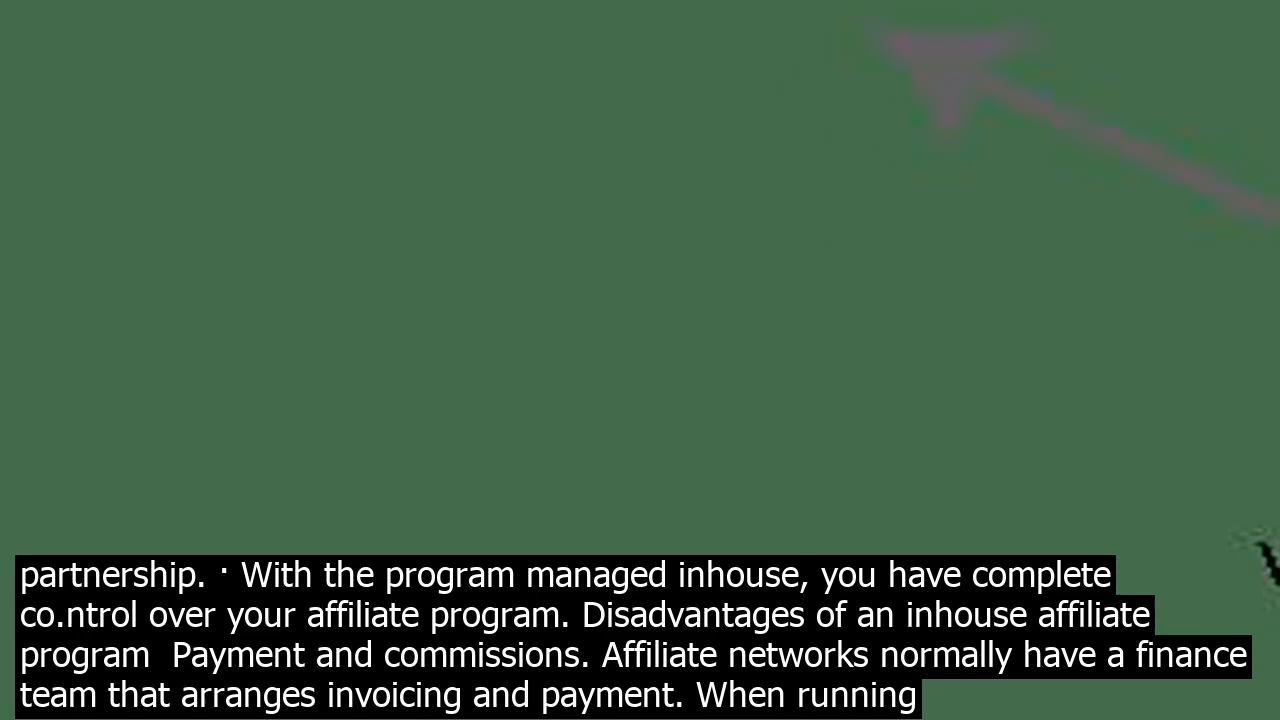 partnership. · With the program managed inhouse, you have complete
co.ntrol over your affiliate program. Disadvantages of an inhouse affiliate
program  Payment and commissions. Affiliate networks normally have a finance
team that arranges invoicing and payment. When running